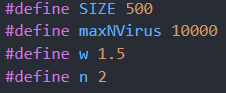 #define SIZE 500
#define maxNVirus 10000
#define w 1.5
#define n 2